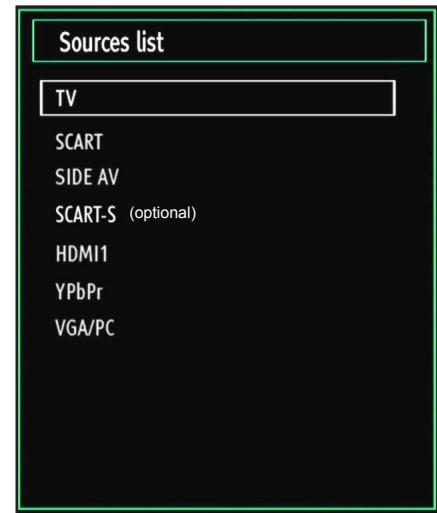 Sources list
TV
SCART
SIDE AV
SCART-S (optional)
HDMI1
YPbPr
VGA/PC